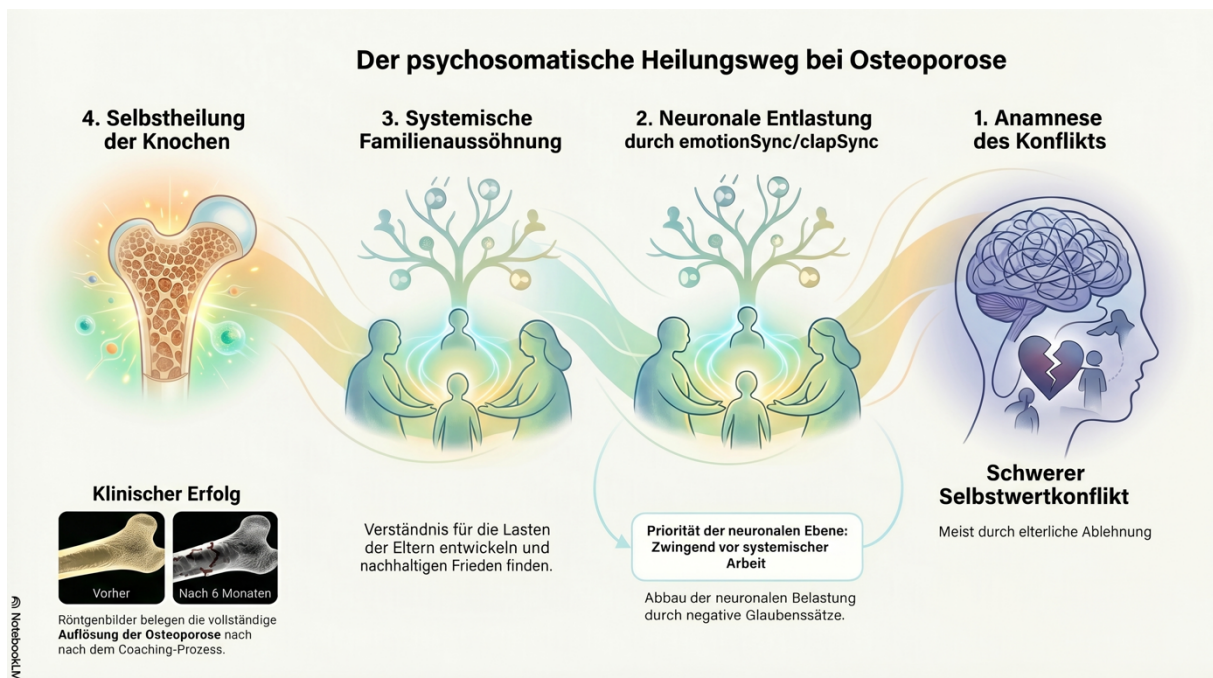 Der psychosomatische Heilungsweg bei Osteoporose
4. Selbstheilung
der Knochen
3. Systemische
Familienaussöhnung
2. Neuronale Entlastung
durch emotionSync/clapSync
1. Anamnese
des Konflikts
Klinischer Erfolg
Vorher
Nach 6 Monaten
Röntgenbilder belegen die vollständige
Auflösung der Osteoporose nach
nach dem Coaching-Prozess.
Verständnis für die Lasten
der Eltern entwickeln und
nachhaltigen Frieden finden.
Priorität der neuronalen Ebene:
Zwingend vor systemischer
Arbeit
Abbau der neuronalen Belastung
durch negative Glaubenssätze.
Schwerer
Selbstwertkonflikt
Meist durch elterliche Ablehnung
NotebookLM